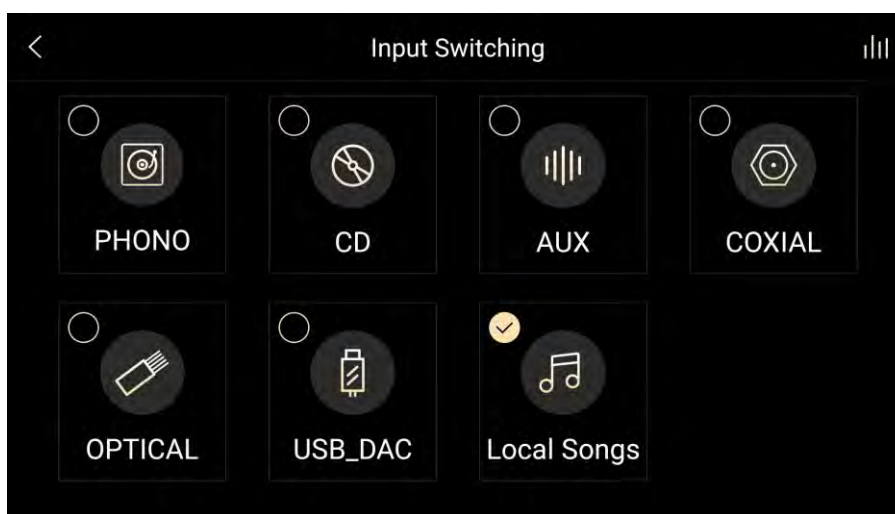 Input Switching
PHONO
CD
AUX
COXIAL
OPTICAL
USB_DAC
Local Songs